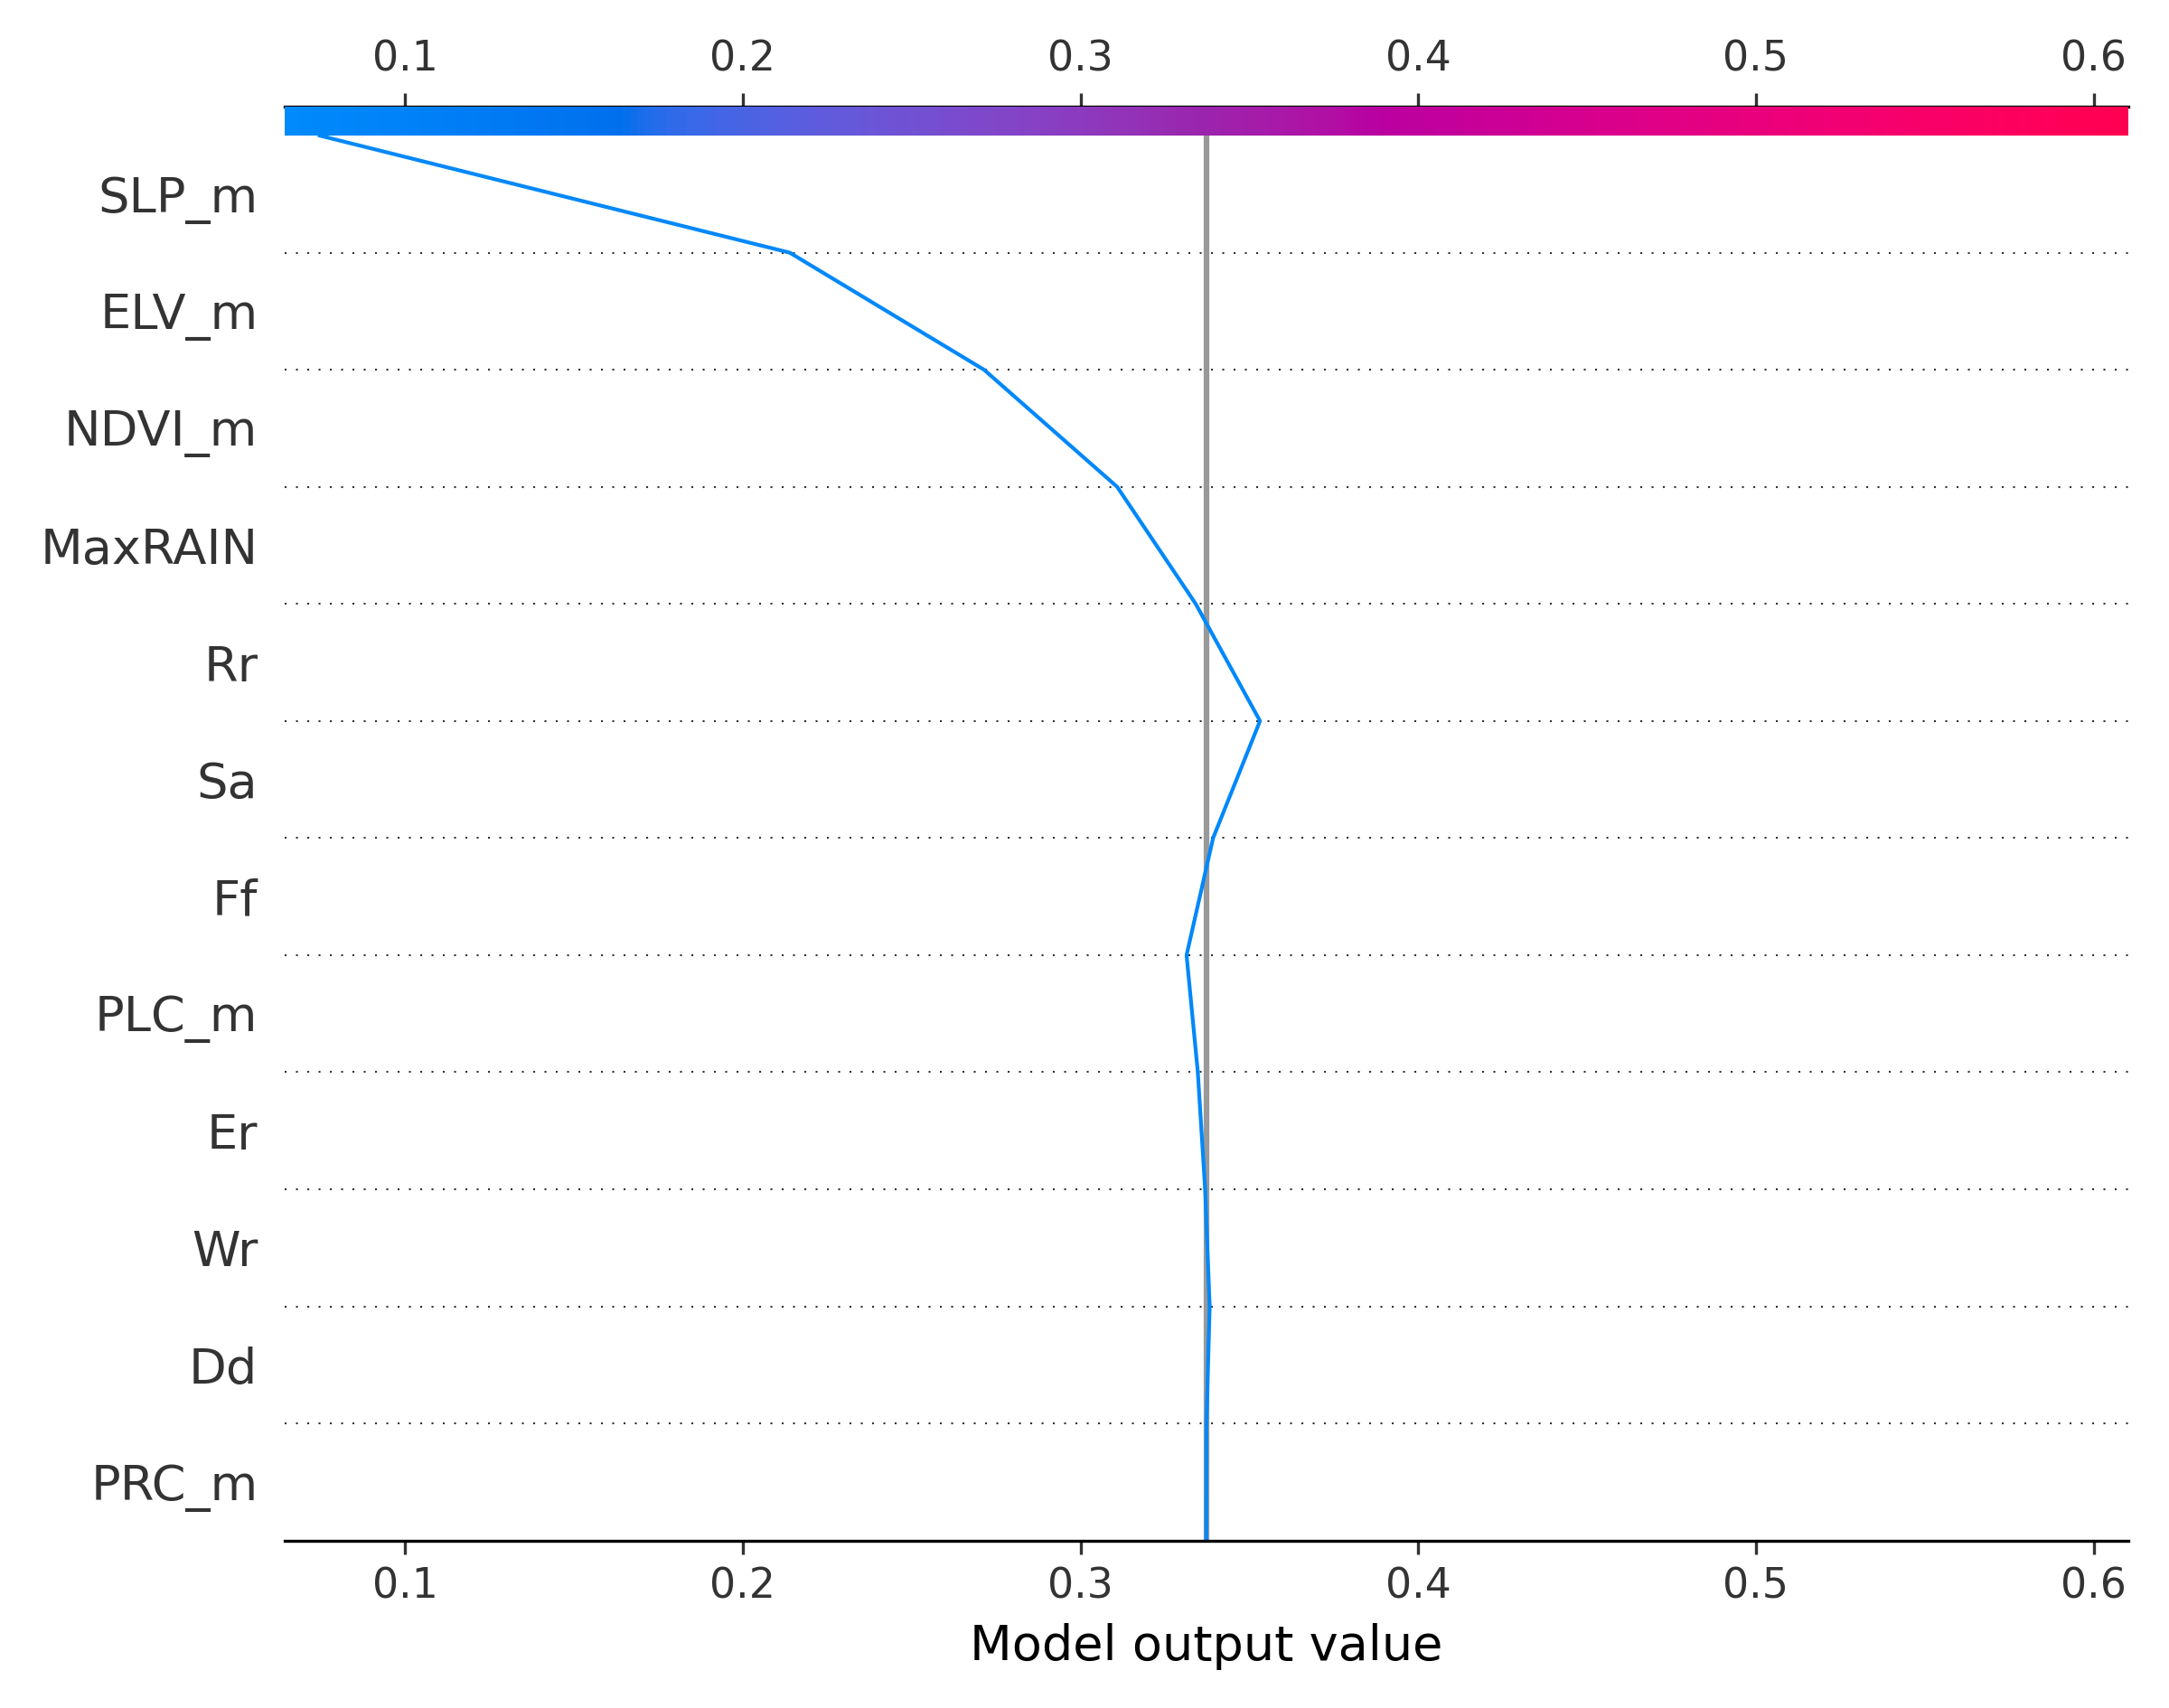 0.1 0.2 0.3 0.4 0.5 0.6
SLP_m
ELV_m
NDVI_m
MaxRAIN
Rr
Sa
Ff
PLC_m
Er
Wr
Dd
PRC_m
0.1 0.2 0.3 0.4 0.5 0.6
Model output value